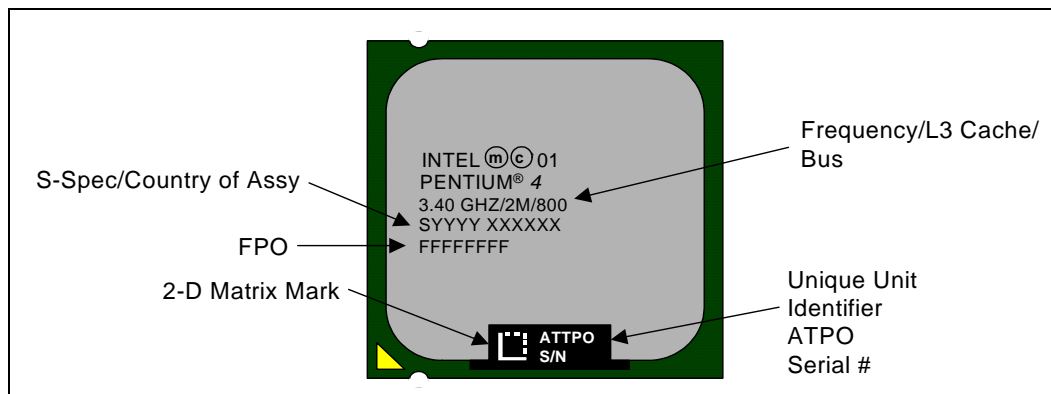 S-Spec/Country of Assy
FPO
2-D Matrix Mark
INTEL ⓜⓒ 01
PENTIUM® 4
3.40 GHZ/2M/800
SYYYY XXXXXX
FFFFFFFF
ATTPO
S/N
Frequency/L3 Cache/
Bus
Unique Unit
Identifier
ATPO
Serial #